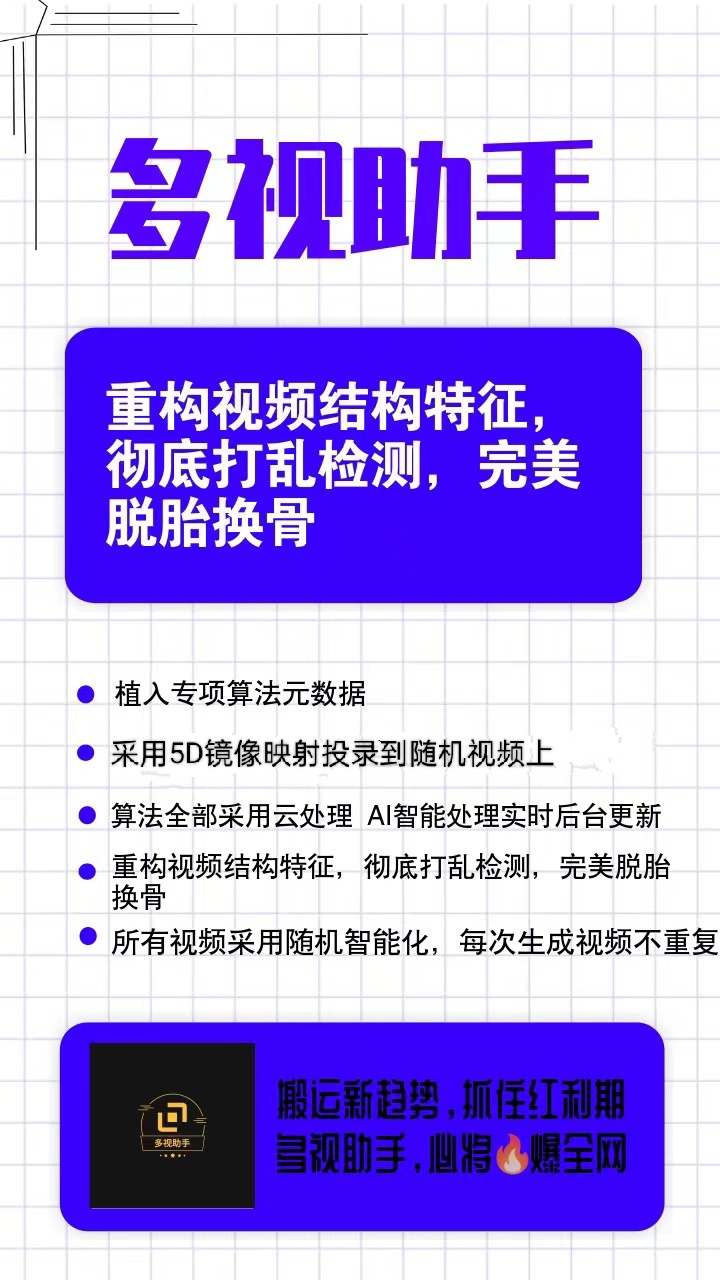 多视助手
重构视频结构特征，
彻底打乱检测，完美
脱胎换骨
植入专项算法元数据
采用5D镜像映射投录到随机视频上
算法全部采用云处理 AI智能处理实时后台更新
重构视频结构特征，彻底打乱检测，完美脱胎
换骨
所有视频采用随机智能化，每次生成视频不重复
多视助手
搬运新趋势,抓住红利期
多视助手,必将🔥爆全网